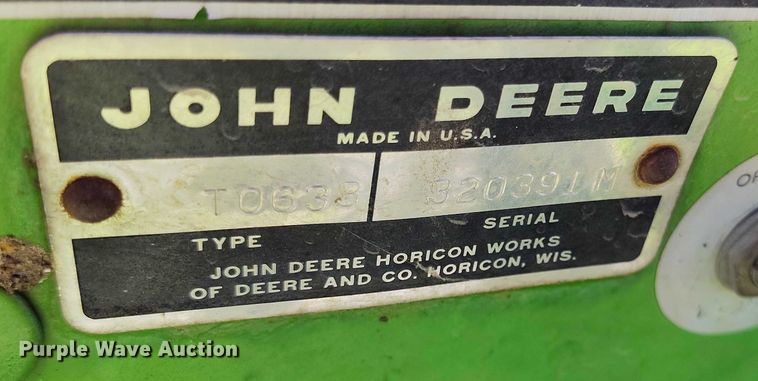 JOHN DEERE
MADE IN U.S.A.
320391M
TYPE SERIAL
JOHN DEERE HORICON WORKS
OF DEERE AND CO. HORICON, WIS.
Purple Wave Auction